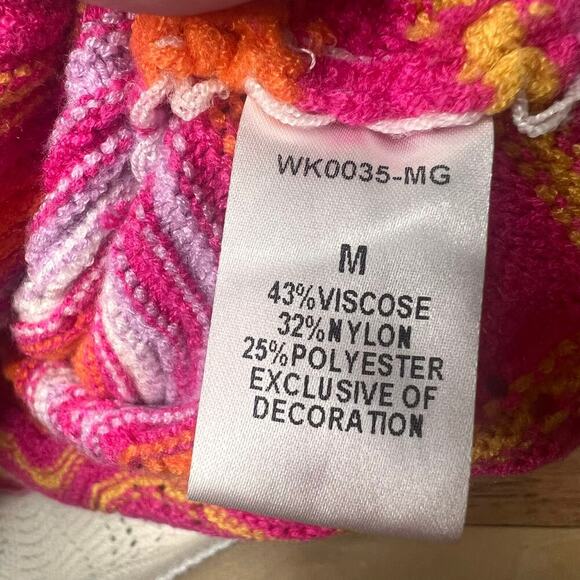 WK0035-MG
M
43%VISCOSE
32%NYLON
25%POLYESTER
EXCLUSIVE OF
DECORATION